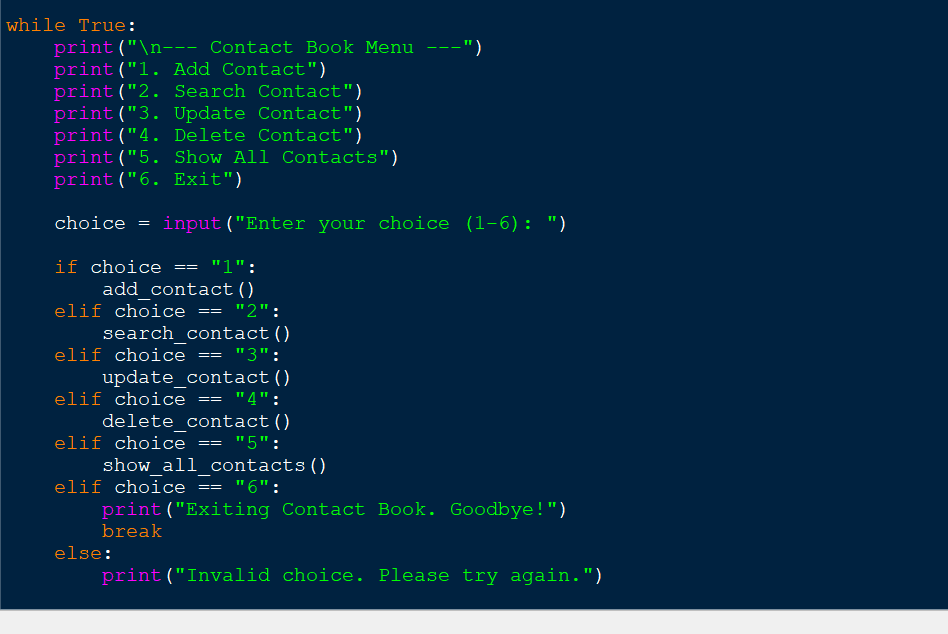 while True:
    print("\n--- Contact Book Menu ---")
    print("1. Add Contact")
    print("2. Search Contact")
    print("3. Update Contact")
    print("4. Delete Contact")
    print("5. Show All Contacts")
    print("6. Exit")

    choice = input("Enter your choice (1-6): ")

    if choice == "1":
        add_contact()
    elif choice == "2":
        search_contact()
    elif choice == "3":
        update_contact()
    elif choice == "4":
        delete_contact()
    elif choice == "5":
        show_all_contacts()
    elif choice == "6":
        print("Exiting Contact Book. Goodbye!")
        break
    else:
        print("Invalid choice. Please try again.")